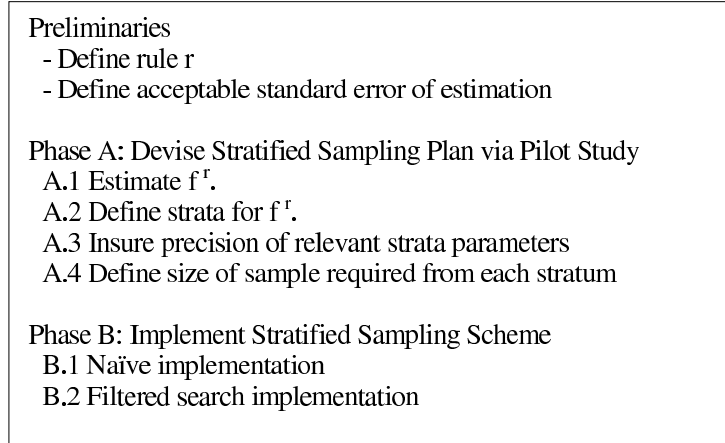 Preliminaries
- Define rule r
- Define acceptable standard error of estimation
Phase A: Devise Stratified Sampling Plan via Pilot Study
A.1 Estimate f r.
A.2 Define strata for f r.
A.3 Insure precision of relevant strata parameters
A.4 Define size of sample required from each stratum
Phase B: Implement Stratified Sampling Scheme
B.1 Naïve implementation
B.2 Filtered search implementation